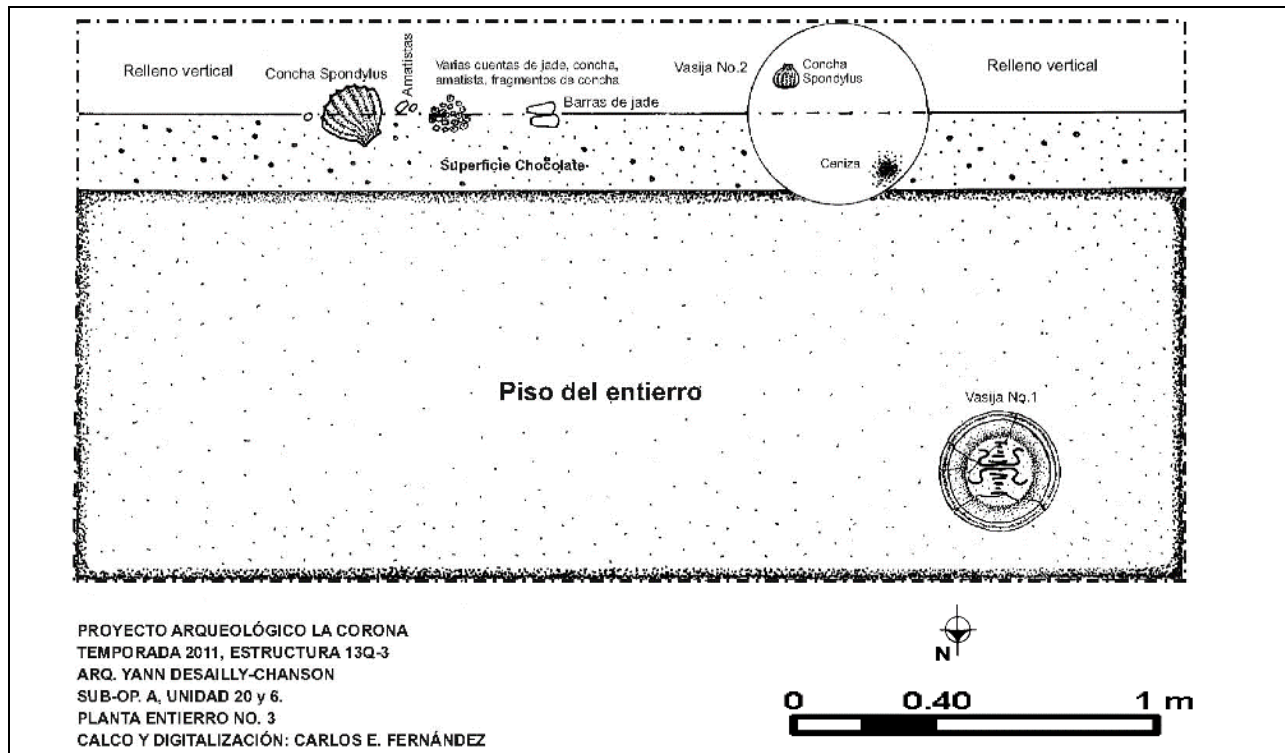 Relleno vertical
Concha Spondylus
Amatistas
Varias cuentas de jade, concha,
amatista, fragmentos de concha
Barras de jade
Vasija No.2
Concha
Spondylus
Relleno vertical
Superficie Chocolate
Ceniza
Piso del entierro
Vasija No.1
N
PROYECTO ARQUEOLÓGICO LA CORONA
TEMPORADA 2011, ESTRUCTURA 13Q-3
ARQ. YANN DESAILLY-CHANSON
SUB-OP. A, UNIDAD 20 y 6.
PLANTA ENTIERRO NO. 3
CALCO Y DIGITALIZACIÓN: CARLOS E. FERNÁNDEZ
0 0.40 1 m